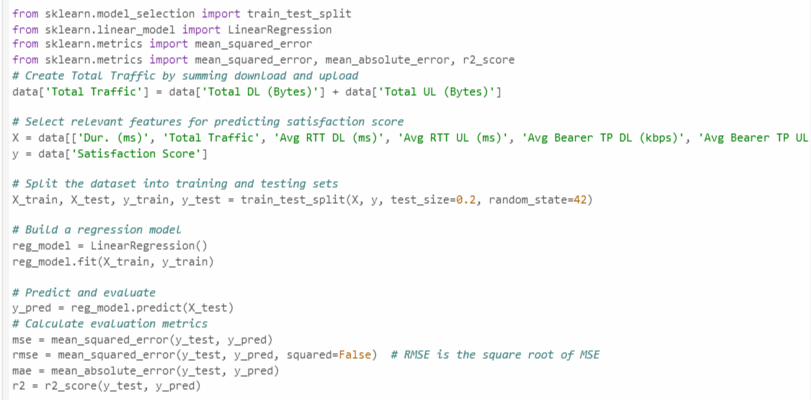 from sklearn.model_selection import train_test_split
from sklearn.linear_model import LinearRegression
from sklearn.metrics import mean_squared_error
from sklearn.metrics import mean_squared_error, mean_absolute_error, r2_score
# Create Total Traffic by summing download and upload
data['Total Traffic'] = data['Total DL (Bytes)'] + data['Total UL (Bytes)']
# Select relevant features for predicting satisfaction score
X = data[['Dur. (ms)', 'Total Traffic', 'Avg RTT DL (ms)', 'Avg RTT UL (ms)', 'Avg Bearer TP DL (kbps)', 'Avg Bearer TP UL
y = data['Satisfaction Score']
# Split the dataset into training and testing sets
X_train, X_test, y_train, y_test = train_test_split(X, y, test_size=0.2, random_state=42)
# Build a regression model
reg_model = LinearRegression()
reg_model.fit(X_train, y_train)
# Predict and evaluate
y_pred = reg_model.predict(X_test)
# Calculate evaluation metrics
mse = mean_squared_error(y_test, y_pred)
rmse = mean_squared_error(y_test, y_pred, squared=False)  # RMSE is the square root of MSE
mae = mean_absolute_error(y_test, y_pred)
r2 = r2_score(y_test, y_pred)